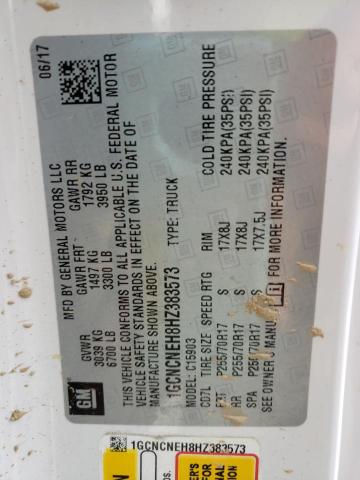 MFD BY GENERAL MOTORS LLC
06/17
GVWR GAWR FRT GAWR RR
3039 KG 1497 KG 1792 KG
6700 LB 3300 LB 3950 LB
THIS VEHICLE CONFORMS TO ALL APPLICABLE U.S. FEDERAL MOTOR
VEHICLE SAFETY STANDARDS IN EFFECT ON THE DATE OF
MANUFACTURE SHOWN ABOVE.
1GCNCNEH8HZ383573 TYPE: TRUCK
GM
C15903
CD7L TIRE SIZE SPEED RTG RIM COLD TIRE PRESSURE
FRT P255/70R17 S 17X8J 240KPA(35PSI)
RR P255/70R17 S 17X8J 240KPA(35PSI)
SPA P255/70R17 S 17X7.5J 240KPA(35PSI)
SEE OWNER'S MANUAL FOR MORE INFORMATION.
1GCNCNEH8HZ383573